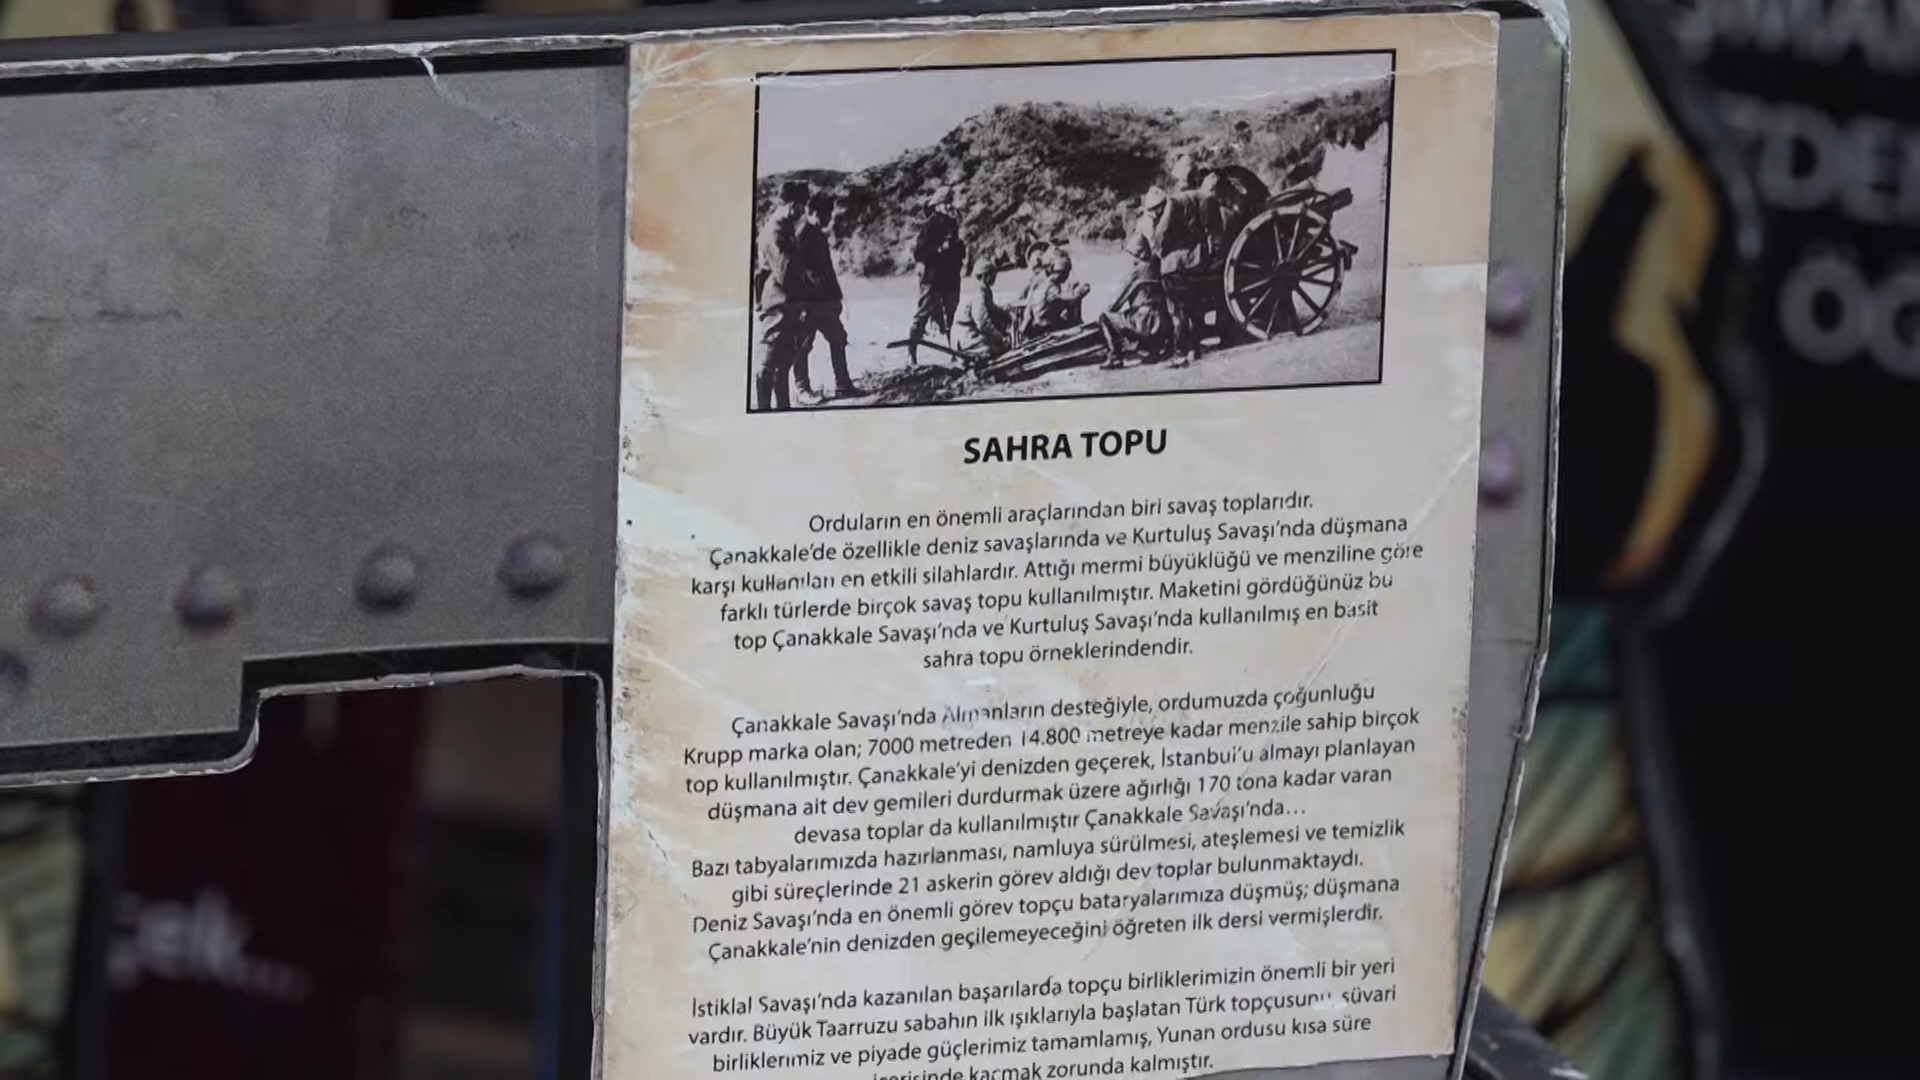 SAHRA TOPU
Orduların en önemli araçlarından biri savaş toplarıdır.
Çanakkale'de özellikle deniz savaşlarında ve Kurtuluş Savaşı'nda düşmana
karşı kullanılan en etkili silahlardır. Attığı mermi büyüklüğü ve menziline göre
farklı türlerde birçok savaş topu kullanılmıştır. Maketini gördüğünüz bu
top Çanakkale Savaşı'nda ve Kurtuluş Savaşı'nda kullanılmış en basit
sahra topu örneklerindendir.
Çanakkale Savaşı'nda Almanların desteğiyle, ordumuzda çoğunluğu
Krupp marka olan; 7000 metreden 14.800 metreye kadar menzile sahip birçok
top kullanılmıştır. Çanakkale'yi denizden geçerek, İstanbul'u almayı planlayan
düşmana ait dev gemileri durdurmak üzere ağırlığı 170 tona kadar varan
devasa toplar da kullanılmıştır Çanakkale Savaşı'nda...
Bazı tabyalarımızda hazırlanması, namluya sürülmesi, ateşlemesi ve temizlik
gibi süreçlerinde 21 askerin görev aldığı dev toplar bulunmaktaydı.
Deniz Savaşı'nda en önemli görev topçu bataryalarımıza düşmüş; düşmana
Çanakkale'nin denizden geçilemeyeceğini öğreten ilk dersi vermişlerdir.
İstiklal Savaşı'nda kazanılan başarılarda topçu birliklerimizin önemli bir yeri
vardır. Büyük Taarruzu sabahın ilk ışıklarıyla başlatan Türk topçusunu, süvari
birliklerimiz ve piyade güçlerimiz tamamlamış, Yunan ordusu kısa süre
içerisinde kaçmak zorunda kalmıştır.